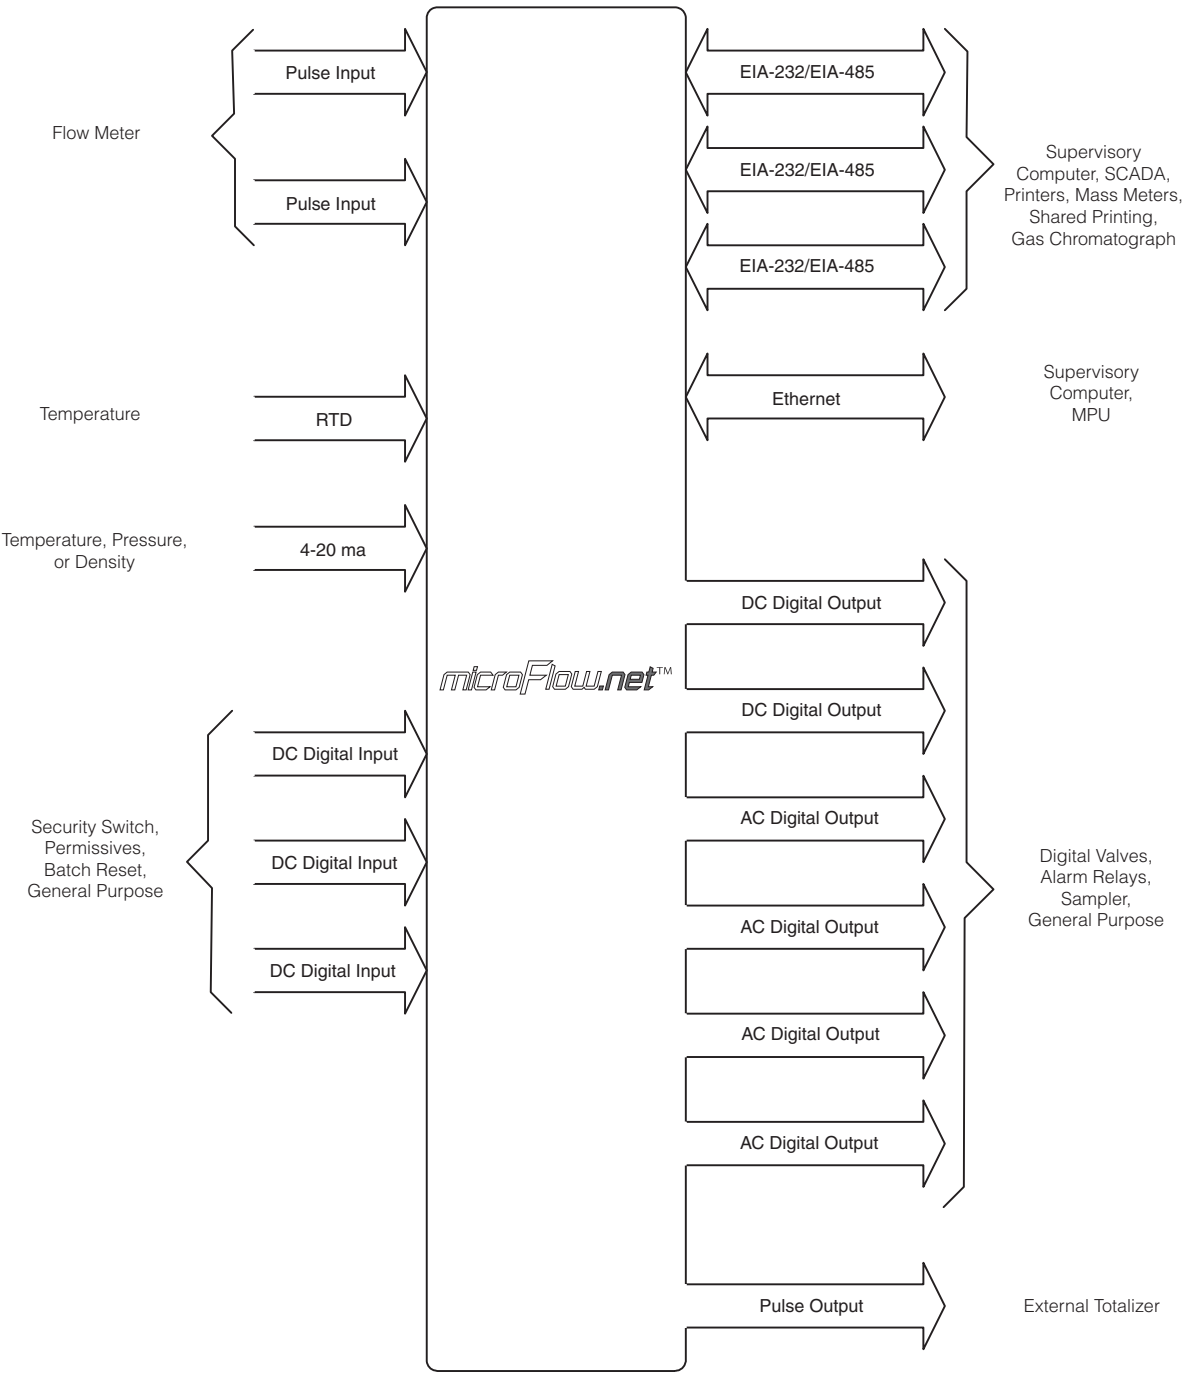 Flow Meter
Pulse Input
Pulse Input
Temperature
RTD
Temperature, Pressure,
or Density
4-20 ma
Security Switch,
Permissives,
Batch Reset,
General Purpose
DC Digital Input
DC Digital Input
DC Digital Input
microFlow.net™
EIA-232/EIA-485
EIA-232/EIA-485
EIA-232/EIA-485
Supervisory
Computer, SCADA,
Printers, Mass Meters,
Shared Printing,
Gas Chromatograph
Ethernet
Supervisory
Computer,
MPU
DC Digital Output
DC Digital Output
AC Digital Output
AC Digital Output
AC Digital Output
AC Digital Output
Digital Valves,
Alarm Relays,
Sampler,
General Purpose
Pulse Output
External Totalizer